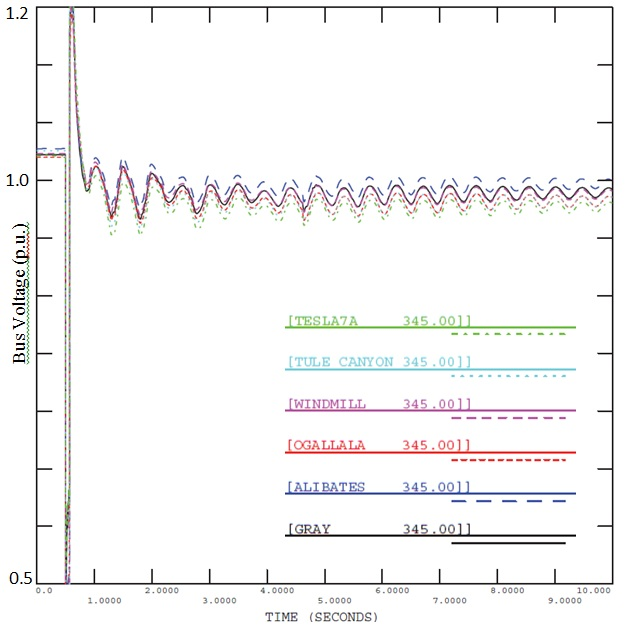 1.2
1.0
0.5
Bus Voltage (p.u.)
[TESLA7A 345.00]]
[TULE CANYON 345.00]]
[WINDMILL 345.00]]
[OGALLALA 345.00]]
[ALIBATES 345.00]]
[GRAY 345.00]]
0.0 2.0000 4.0000 6.0000 8.0000 10.000
1.0000 3.0000 5.0000 7.0000 9.0000
TIME (SECONDS)